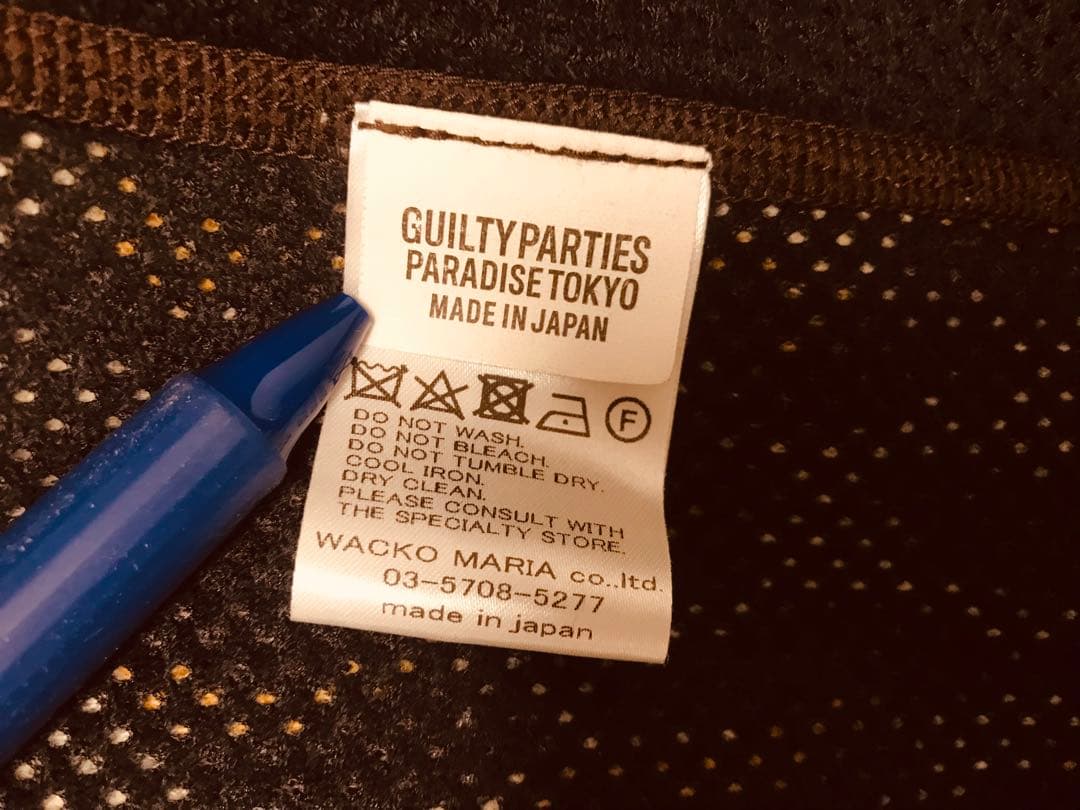 GUILTY PARTIES
PARADISE TOKYO
MADE IN JAPAN
F
DO NOT WASH.
DO NOT BLEACH.
DO NOT TUMBLE DRY.
COOL IRON.
DRY CLEAN.
PLEASE CONSULT WITH
THE SPECIALTY STORE.
WACKO MARIA co.,ltd.
03-5708-5277
made in japan